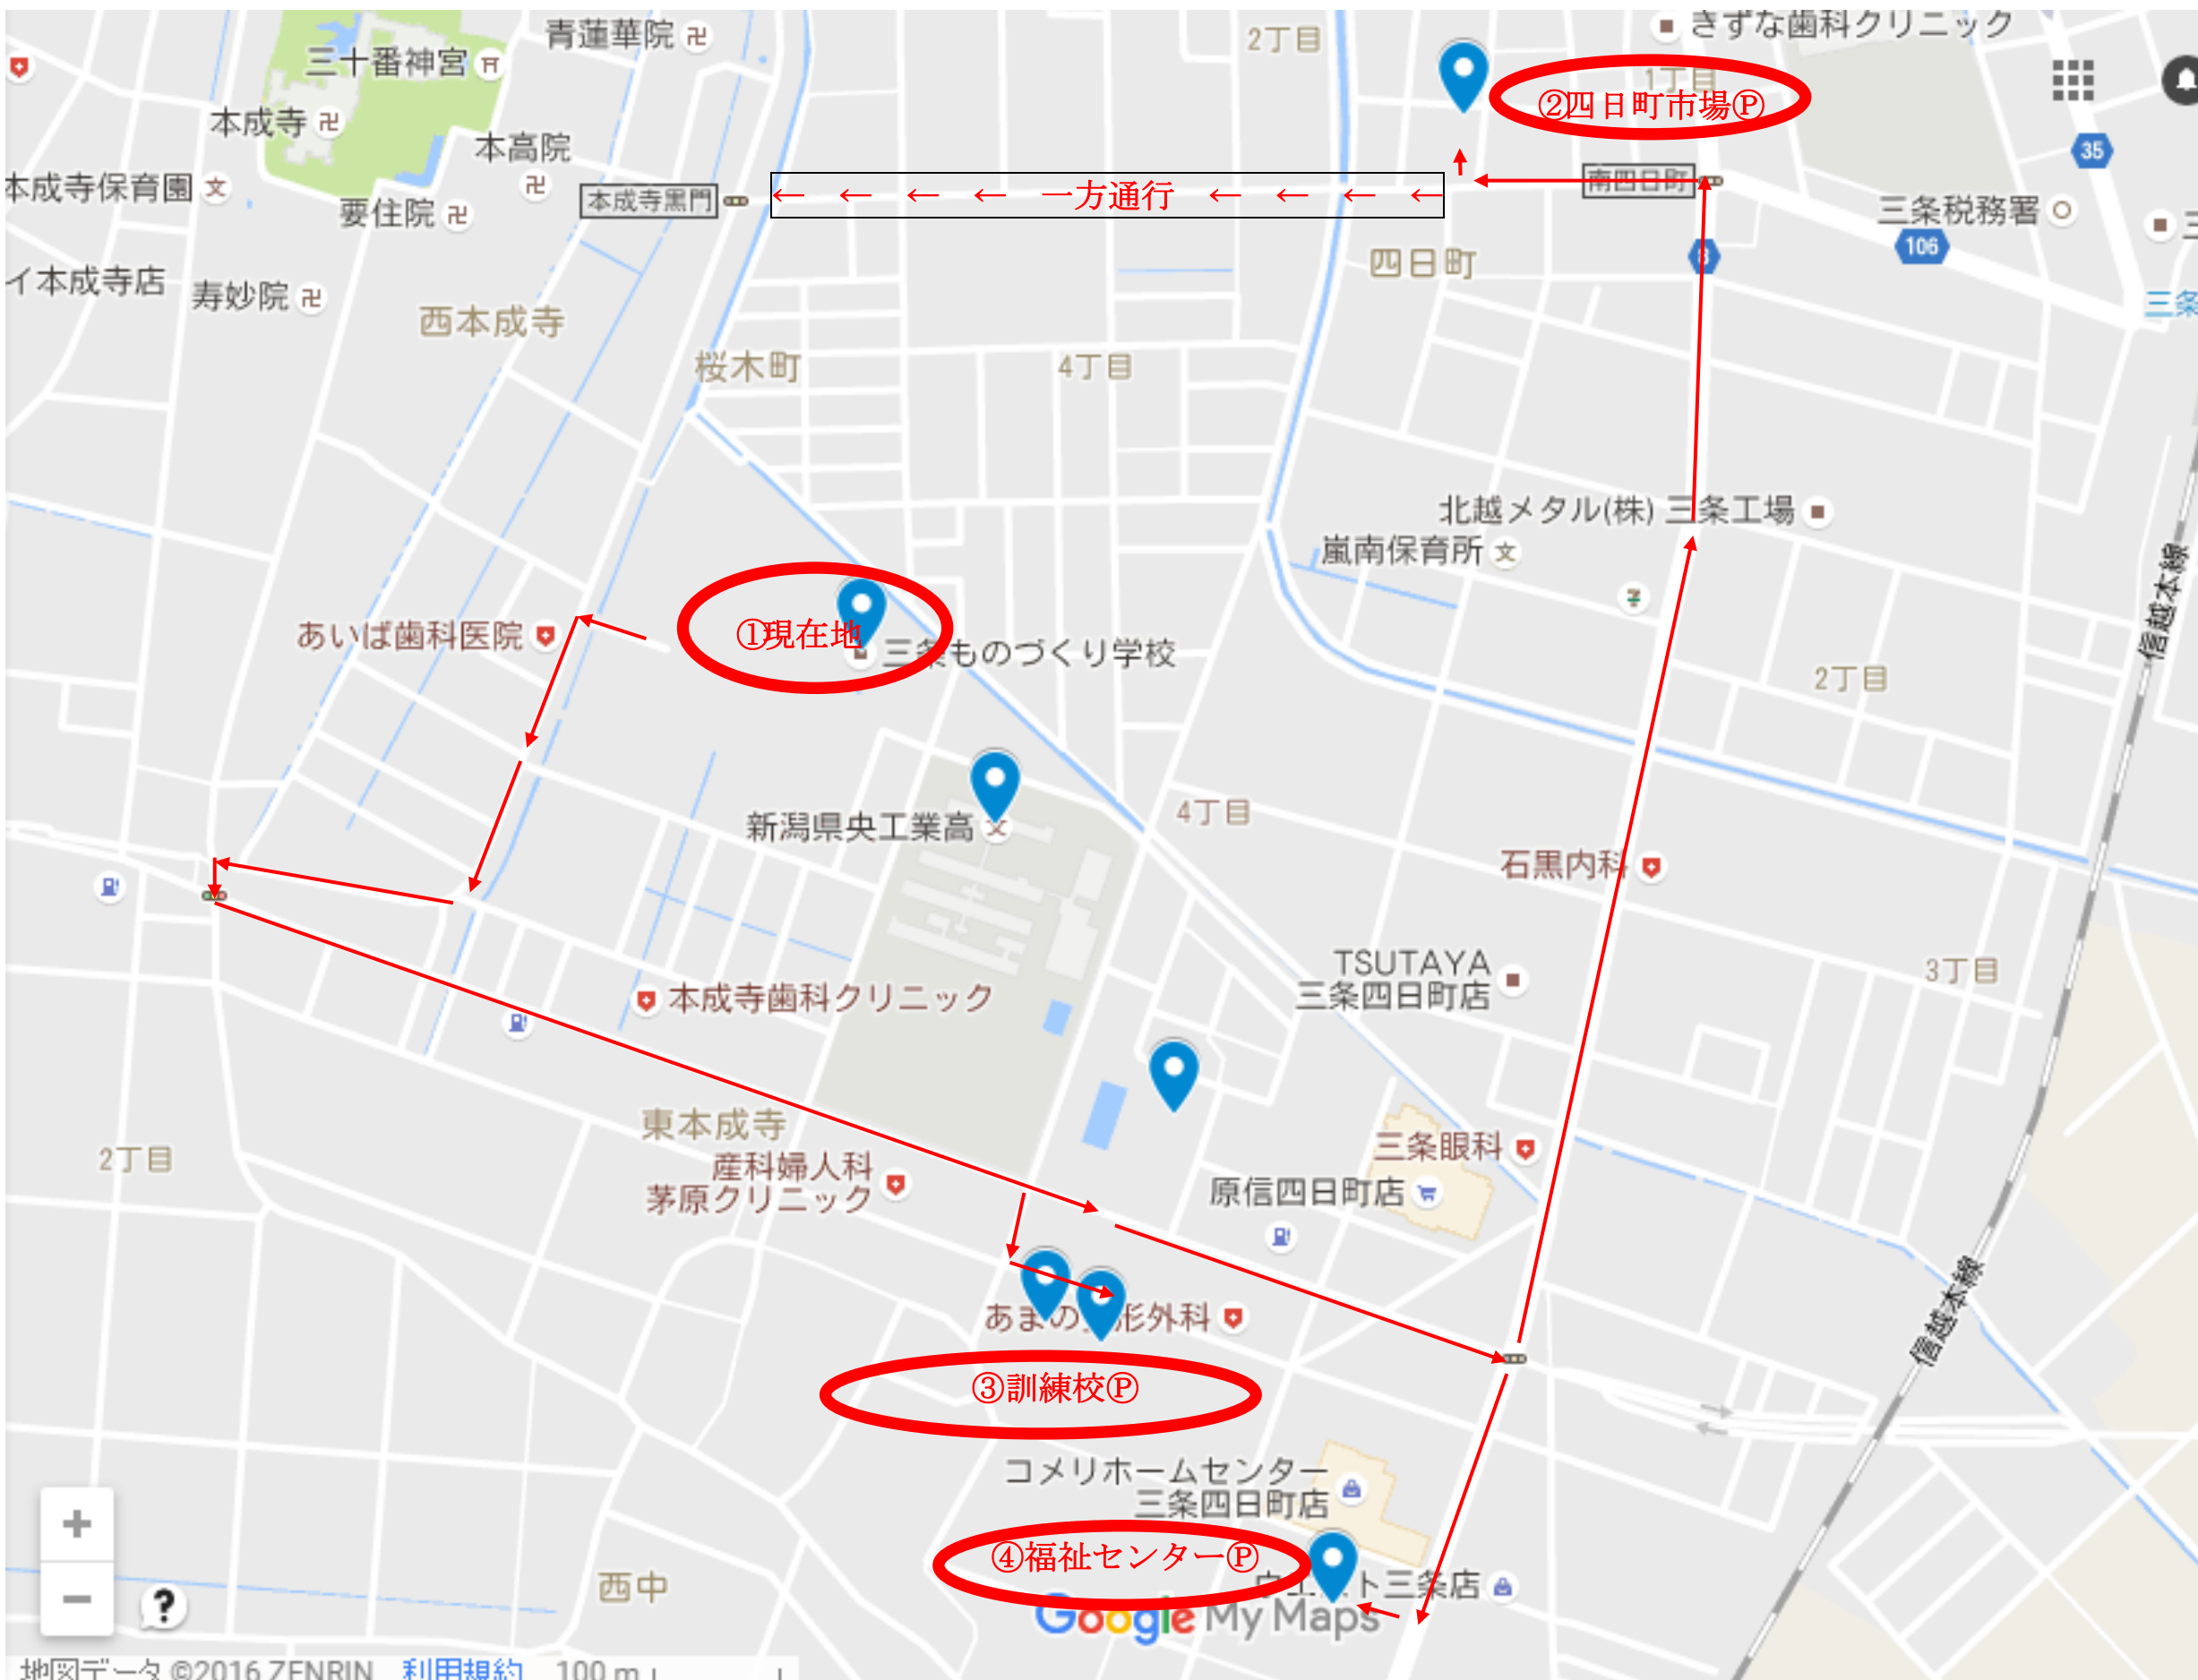 青蓮華院
2丁目
きずな歯科クリニック
三十番神宮
1丁目
②四日町市場Ⓟ
本成寺
本高院
35
本成寺保育園
本成寺黒門
← ← ← ← 一方通行 ← ← ← ←
南四日町
要住院
三条税務署
三
106
8
四日町
イ本成寺店
寿妙院
三条
西本成寺
桜木町
4丁目
北越メタル(株) 三条工場
嵐南保育所
信越本線
あいば歯科医院
①現在地
三条ものづくり学校
2丁目
新潟県央工業高
4丁目
石黒内科
TSUTAYA
三条四日町店
3丁目
本成寺歯科クリニック
東本成寺
2丁目
産科婦人科
茅原クリニック
三条眼科
原信四日町店
信越本線
あまの 形外科
③訓練校Ⓟ
コメリホームセンター
三条四日町店
④福祉センターⓅ
西中
ト三条店
Google My Maps
+
−
?
地図データ ©2016 ZENRIN 利用規約 100 m